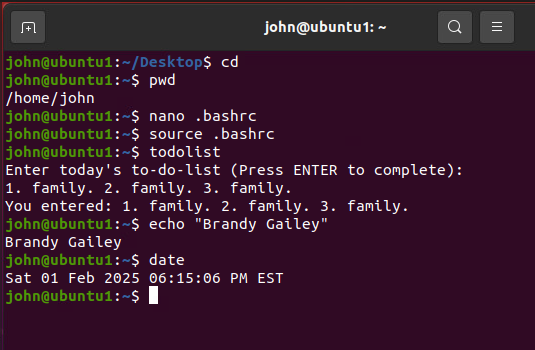 john@ubuntu1: ~
john@ubuntu1:~/Desktop$ cd
john@ubuntu1:~$ pwd
/home/john
john@ubuntu1:~$ nano .bashrc
john@ubuntu1:~$ source .bashrc
john@ubuntu1:~$ todolist
Enter today's to-do-list (Press ENTER to complete):
1. family. 2. family. 3. family.
You entered: 1. family. 2. family. 3. family.
john@ubuntu1:~$ echo "Brandy Gailey"
Brandy Gailey
john@ubuntu1:~$ date
Sat 01 Feb 2025 06:15:06 PM EST
john@ubuntu1:~$